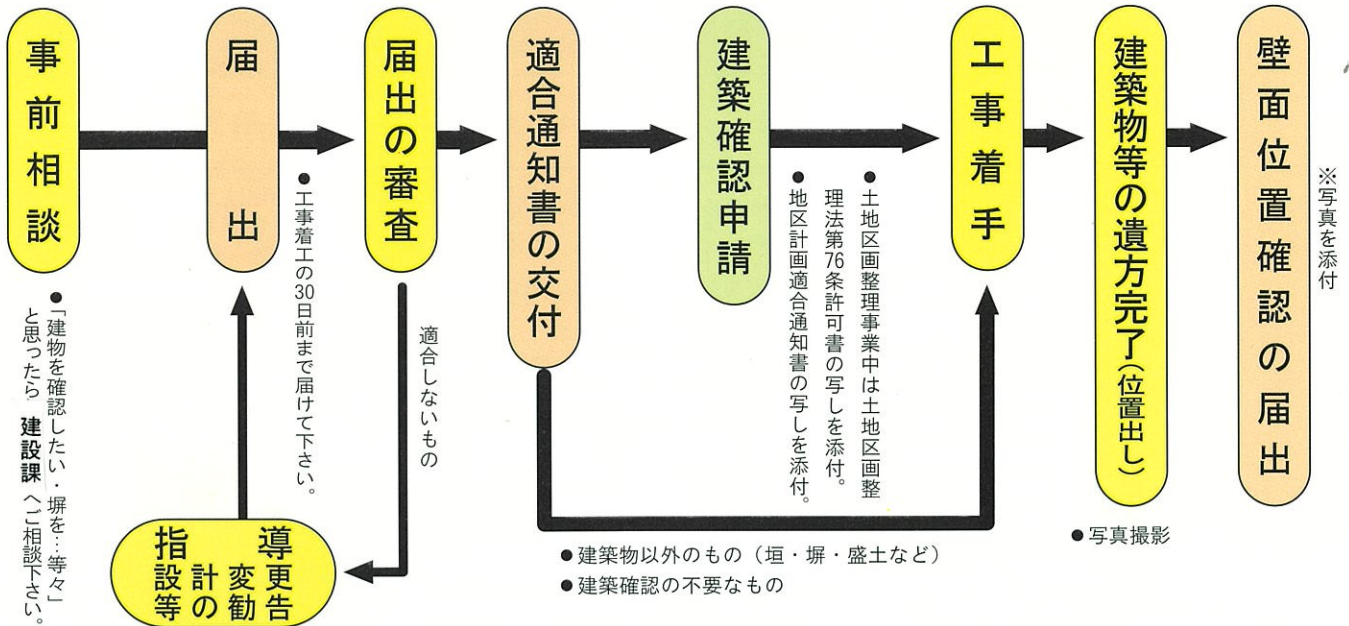 事前相談
●「建物を確認したい・塀を…等々」
と思ったら 建設課 へご相談下さい。
届出
●工事着工の30日前まで届けて下さい。
届出の審査
適合しないもの
指導
設計変更
等の勧告
適合通知書の交付
●建築物以外のもの（垣・塀・盛土など）
●建築確認の不要なもの
建築確認申請
●土地区画整理事業中は土地区画整
理法第76条許可書の写しを添付。
●地区計画適合通知書の写しを添付。
工事着手
建築物等の遣方完了（位置出し）
●写真撮影
壁面位置確認の届出
※写真を添付